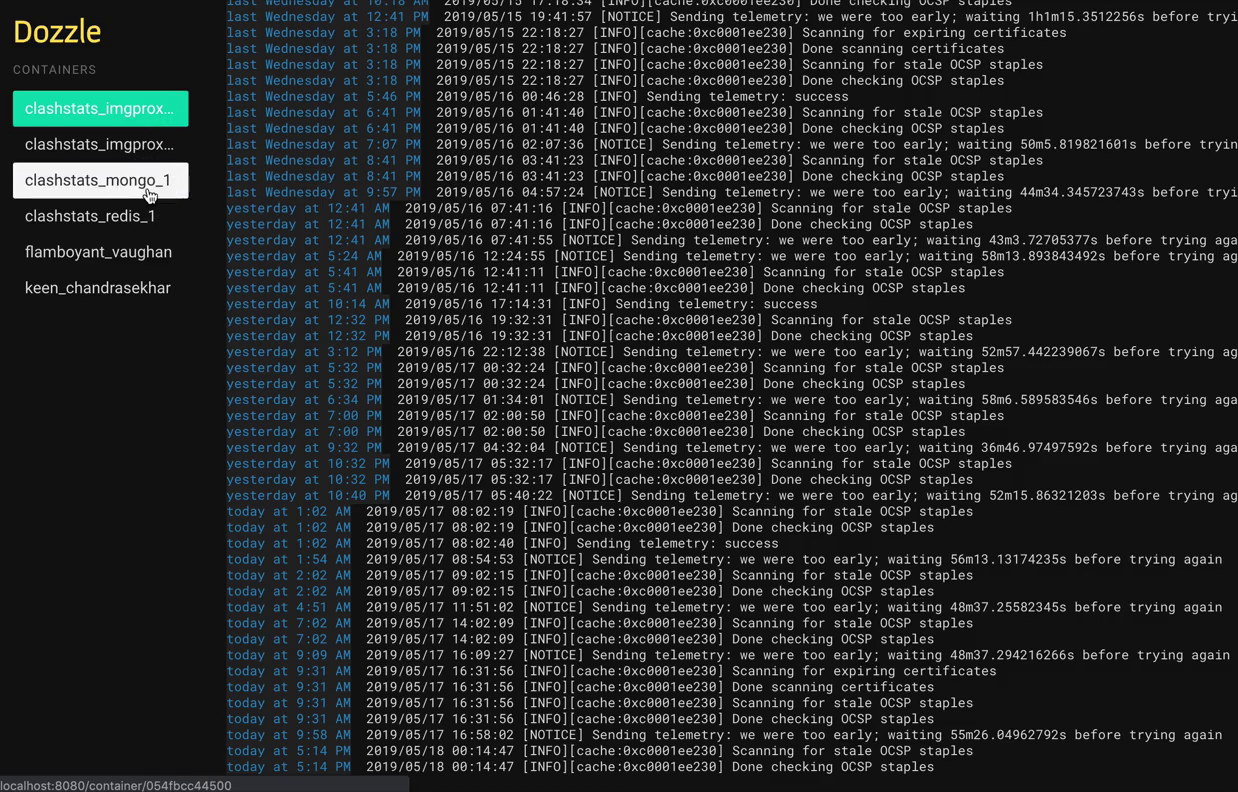 Dozzle
CONTAINERS
clashstats_imgprox...
clashstats_imgprox...
clashstats_mongo_1
clashstats_redis_1
flamboyant_vaughan
keen_chandrasekhar
last Wednesday at 10:18 AM 2019/05/15 17:18:34 [INFO][cache:0xc0001ee230] Done checking OCSP staples
last Wednesday at 12:41 PM 2019/05/15 19:41:57 [NOTICE] Sending telemetry: we were too early; waiting 1h1m15.3512256s before tryi
last Wednesday at 3:18 PM 2019/05/15 22:18:27 [INFO][cache:0xc0001ee230] Scanning for expiring certificates
last Wednesday at 3:18 PM 2019/05/15 22:18:27 [INFO][cache:0xc0001ee230] Done scanning certificates
last Wednesday at 3:18 PM 2019/05/15 22:18:27 [INFO][cache:0xc0001ee230] Scanning for stale OCSP staples
last Wednesday at 3:18 PM 2019/05/15 22:18:27 [INFO][cache:0xc0001ee230] Done checking OCSP staples
last Wednesday at 5:46 PM 2019/05/16 00:46:28 [INFO] Sending telemetry: success
last Wednesday at 6:41 PM 2019/05/16 01:41:40 [INFO][cache:0xc0001ee230] Scanning for stale OCSP staples
last Wednesday at 6:41 PM 2019/05/16 01:41:40 [INFO][cache:0xc0001ee230] Done checking OCSP staples
last Wednesday at 7:07 PM 2019/05/16 02:07:36 [NOTICE] Sending telemetry: we were too early; waiting 50m5.819821601s before tryin
last Wednesday at 8:41 PM 2019/05/16 03:41:23 [INFO][cache:0xc0001ee230] Scanning for stale OCSP staples
last Wednesday at 8:41 PM 2019/05/16 03:41:23 [INFO][cache:0xc0001ee230] Done checking OCSP staples
last Wednesday at 9:57 PM 2019/05/16 04:57:24 [NOTICE] Sending telemetry: we were too early; waiting 44m34.345723743s before tryi
yesterday at 12:41 AM 2019/05/16 07:41:16 [INFO][cache:0xc0001ee230] Scanning for stale OCSP staples
yesterday at 12:41 AM 2019/05/16 07:41:16 [INFO][cache:0xc0001ee230] Done checking OCSP staples
yesterday at 12:41 AM 2019/05/16 07:41:55 [NOTICE] Sending telemetry: we were too early; waiting 43m3.72705377s before trying aga
yesterday at 5:24 AM 2019/05/16 12:24:55 [NOTICE] Sending telemetry: we were too early; waiting 58m13.893843492s before trying a
yesterday at 5:41 AM 2019/05/16 12:41:11 [INFO][cache:0xc0001ee230] Scanning for stale OCSP staples
yesterday at 5:41 AM 2019/05/16 12:41:11 [INFO][cache:0xc0001ee230] Done checking OCSP staples
yesterday at 10:14 AM 2019/05/16 17:14:31 [INFO] Sending telemetry: success
yesterday at 12:32 PM 2019/05/16 19:32:31 [INFO][cache:0xc0001ee230] Scanning for stale OCSP staples
yesterday at 12:32 PM 2019/05/16 19:32:31 [INFO][cache:0xc0001ee230] Done checking OCSP staples
yesterday at 3:12 PM 2019/05/16 22:12:38 [NOTICE] Sending telemetry: we were too early; waiting 52m57.442239067s before trying ag
yesterday at 5:32 PM 2019/05/17 00:32:24 [INFO][cache:0xc0001ee230] Scanning for stale OCSP staples
yesterday at 5:32 PM 2019/05/17 00:32:24 [INFO][cache:0xc0001ee230] Done checking OCSP staples
yesterday at 6:34 PM 2019/05/17 01:34:01 [NOTICE] Sending telemetry: we were too early; waiting 58m6.589583546s before trying aga
yesterday at 7:00 PM 2019/05/17 02:00:50 [INFO][cache:0xc0001ee230] Scanning for stale OCSP staples
yesterday at 7:00 PM 2019/05/17 02:00:50 [INFO][cache:0xc0001ee230] Done checking OCSP staples
yesterday at 9:32 PM 2019/05/17 04:32:04 [NOTICE] Sending telemetry: we were too early; waiting 36m46.97497592s before trying aga
yesterday at 10:32 PM 2019/05/17 05:32:17 [INFO][cache:0xc0001ee230] Scanning for stale OCSP staples
yesterday at 10:32 PM 2019/05/17 05:32:17 [INFO][cache:0xc0001ee230] Done checking OCSP staples
yesterday at 10:40 PM 2019/05/17 05:40:22 [NOTICE] Sending telemetry: we were too early; waiting 52m15.86321203s before trying ag
today at 1:02 AM 2019/05/17 08:02:19 [INFO][cache:0xc0001ee230] Scanning for stale OCSP staples
today at 1:02 AM 2019/05/17 08:02:19 [INFO][cache:0xc0001ee230] Done checking OCSP staples
today at 1:02 AM 2019/05/17 08:02:40 [INFO] Sending telemetry: success
today at 1:54 AM 2019/05/17 08:54:53 [NOTICE] Sending telemetry: we were too early; waiting 56m13.13174235s before trying again
today at 2:02 AM 2019/05/17 09:02:15 [INFO][cache:0xc0001ee230] Scanning for stale OCSP staples
today at 2:02 AM 2019/05/17 09:02:15 [INFO][cache:0xc0001ee230] Done checking OCSP staples
today at 4:51 AM 2019/05/17 11:51:02 [NOTICE] Sending telemetry: we were too early; waiting 48m37.25582345s before trying again
today at 7:02 AM 2019/05/17 14:02:09 [INFO][cache:0xc0001ee230] Scanning for stale OCSP staples
today at 7:02 AM 2019/05/17 14:02:09 [INFO][cache:0xc0001ee230] Done checking OCSP staples
today at 9:09 AM 2019/05/17 16:09:27 [NOTICE] Sending telemetry: we were too early; waiting 48m37.294216266s before trying again
today at 9:31 AM 2019/05/17 16:31:56 [INFO][cache:0xc0001ee230] Scanning for expiring certificates
today at 9:31 AM 2019/05/17 16:31:56 [INFO][cache:0xc0001ee230] Done scanning certificates
today at 9:31 AM 2019/05/17 16:31:56 [INFO][cache:0xc0001ee230] Scanning for stale OCSP staples
today at 9:31 AM 2019/05/17 16:31:56 [INFO][cache:0xc0001ee230] Done checking OCSP staples
today at 9:58 AM 2019/05/17 16:58:02 [NOTICE] Sending telemetry: we were too early; waiting 55m26.04962792s before trying again
today at 5:14 PM 2019/05/18 00:14:47 [INFO][cache:0xc0001ee230] Scanning for stale OCSP staples
today at 5:14 PM 2019/05/18 00:14:47 [INFO][cache:0xc0001ee230] Done checking OCSP staples
localhost:8080/container/054fbcc44500